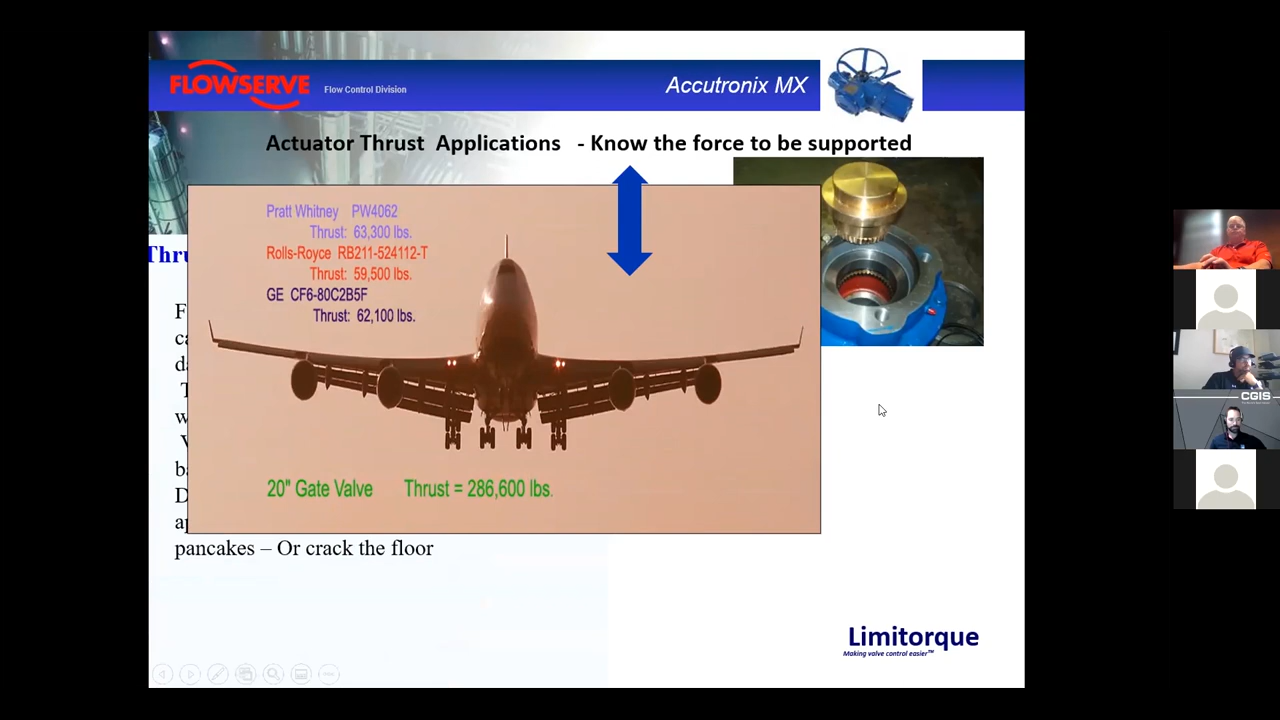 FLOWSERVE
Flow Control Division
Accutronix MX
Actuator Thrust Applications - Know the force to be supported
Pratt Whitney PW4062
Thrust: 63,300 lbs.
Rolls-Royce RB211-524112-T
Thrust: 59,500 lbs.
GE CF6-80C2B5F
Thrust: 62,100 lbs.
20" Gate Valve Thrust = 286,600 lbs.
pancakes – Or crack the floor
Limitorque
Making valve control easier™
CGIS